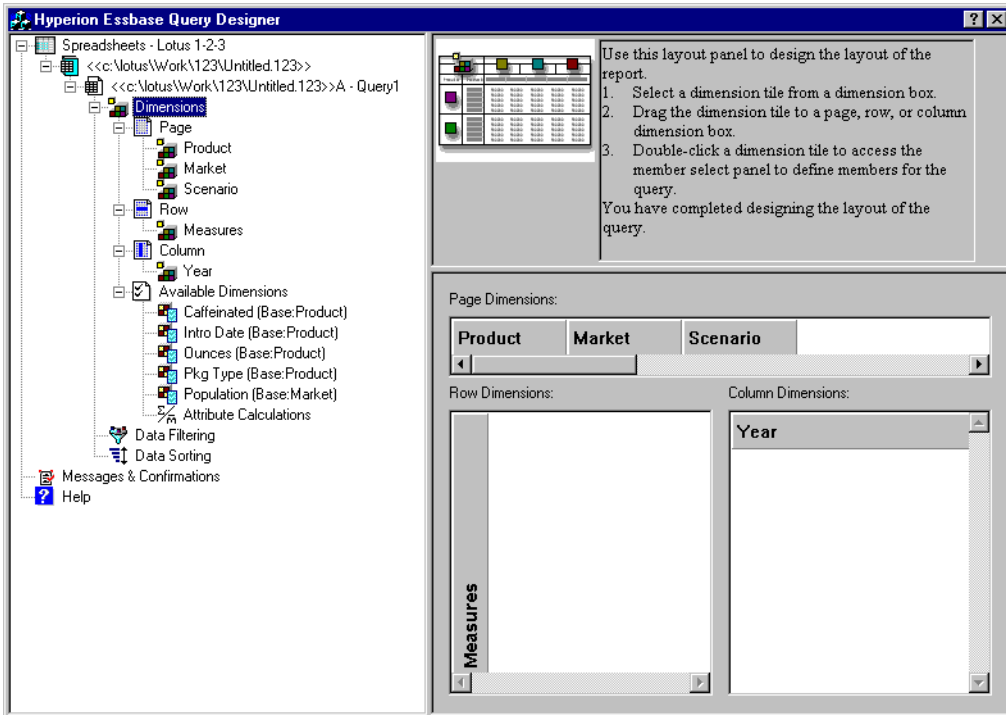 Hyperion Essbase Query Designer
Spreadsheets - Lotus 1-2-3
<<c:\lotus\Work\123\Untitled.123>>
<<c:\lotus\Work\123\Untitled.123>>A - Query1
Dimensions
Page
Product
Market
Scenario
Row
Measures
Column
Year
Available Dimensions
Caffeinated (Base:Product)
Intro Date (Base:Product)
Ounces (Base:Product)
Pkg Type (Base:Product)
Population (Base:Market)
Attribute Calculations
Data Filtering
Data Sorting
Messages & Confirmations
Help
Use this layout panel to design the layout of the
report.
1. Select a dimension tile from a dimension box.
2. Drag the dimension tile to a page, row, or column
dimension box.
3. Double-click a dimension tile to access the
member select panel to define members for the
query.
You have completed designing the layout of the
query.
Page Dimensions:
Product Market Scenario
Row Dimensions:
Measures
Column Dimensions:
Year